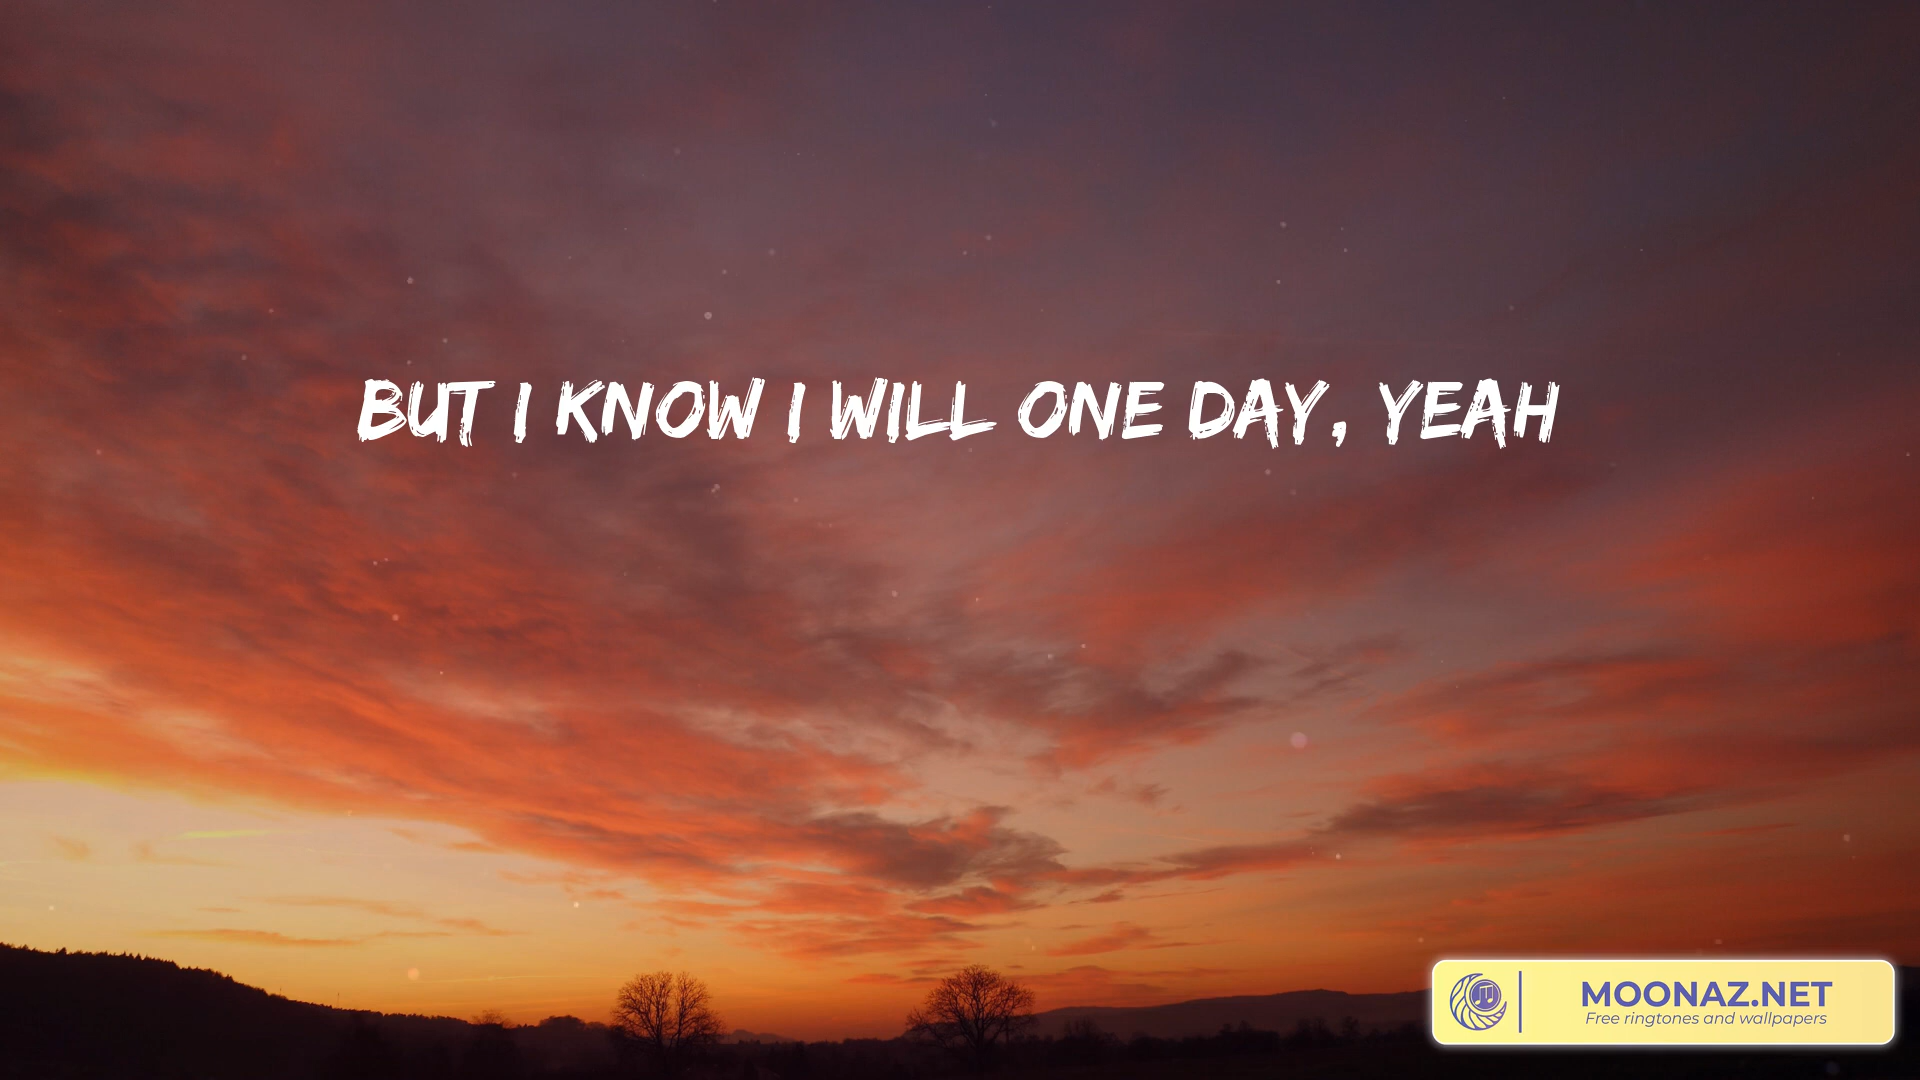 BUT I KNOW I WILL ONE DAY, YEAH
MOONAZ.NET
Free ringtones and wallpapers